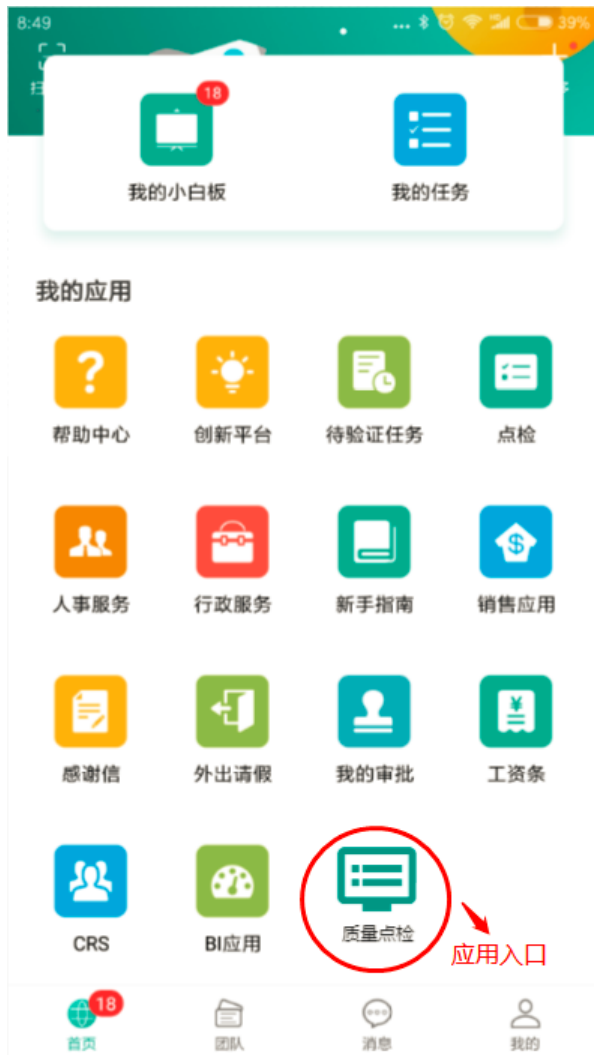 8:49
39%
扫
18
我的小白板
我的任务
我的应用
帮助中心
创新平台
待验证任务
点检
人事服务
行政服务
新手指南
销售应用
感谢信
外出请假
我的审批
工资条
CRS
BI应用
质量点检
应用入口
18
首页
团队
消息
我的